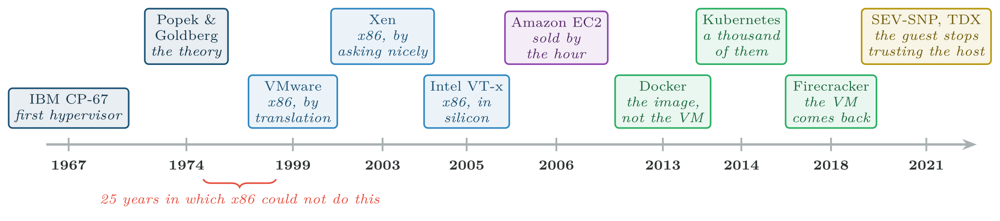 Popek &
Goldberg
the theory
Xen
x86, by
asking nicely
Amazon EC2
sold by
the hour
Kubernetes
a thousand
of them
SEV-SNP, TDX
the guest stops
trusting the host
IBM CP-67
first hypervisor
VMware
x86, by
translation
Intel VT-x
x86, in
silicon
Docker
the image,
not the VM
Firecracker
the VM
comes back
1967
1974
1999
2003
2005
2006
2013
2014
2018
2021
25 years in which x86 could not do this